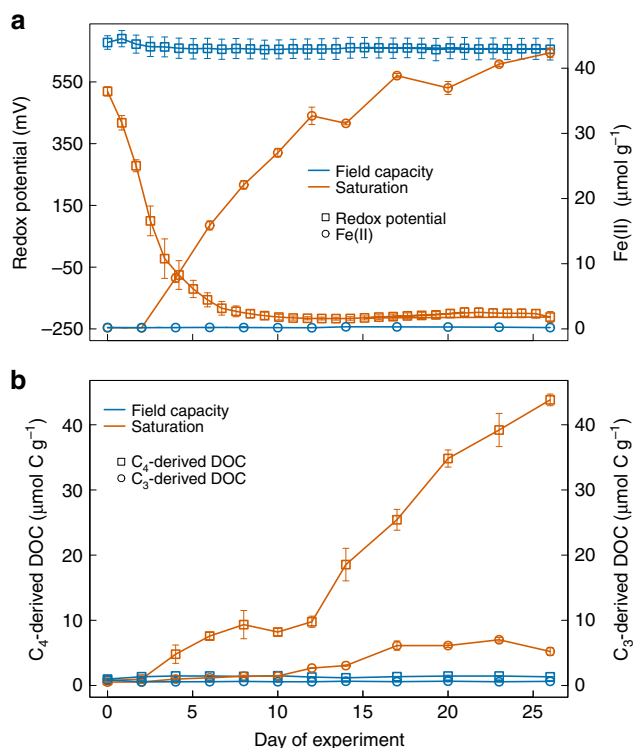 a
Redox potential (mV)
550
350
150
−50
−250
Field capacity
Saturation
Redox potential
Fe(II)
40
30
20
10
0
Fe(II) (μmol g⁻¹)
b
C₄-derived DOC (μmol C g⁻¹)
40
30
20
10
0
Field capacity
Saturation
C₄-derived DOC
C₃-derived DOC
40
30
20
10
0
C₃-derived DOC (μmol C g⁻¹)
0 5 10 15 20 25
Day of experiment